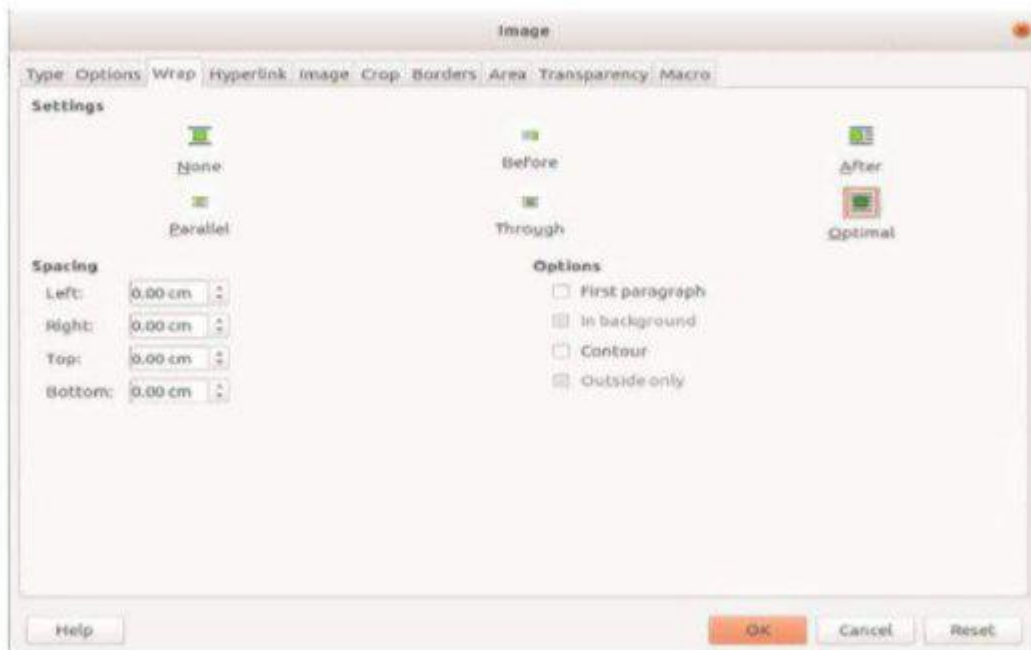 Image
Type Options Wrap Hyperlink Image Crop Borders Area Transparency Macro
Settings
None Before After
Parallel Through Optimal
Spacing Options
Left: 0.00 cm First paragraph
Right: 0.00 cm In background
Top: 0.00 cm Contour
Bottom: 0.00 cm Outside only
Help OK Cancel Reset